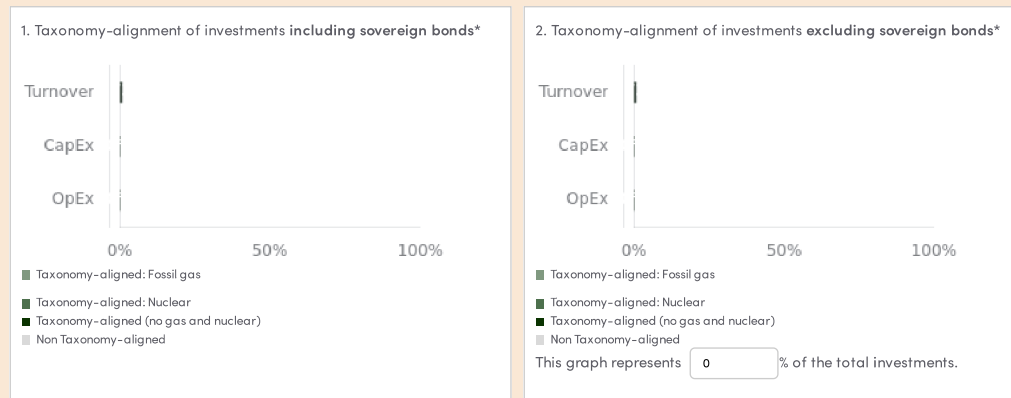 1. Taxonomy-alignment of investments including sovereign bonds*
Turnover
CapEx
OpEx
0% 50% 100%
Taxonomy-aligned: Fossil gas
Taxonomy-aligned: Nuclear
Taxonomy-aligned (no gas and nuclear)
Non Taxonomy-aligned
2. Taxonomy-alignment of investments excluding sovereign bonds*
Turnover
CapEx
OpEx
0% 50% 100%
Taxonomy-aligned: Fossil gas
Taxonomy-aligned: Nuclear
Taxonomy-aligned (no gas and nuclear)
Non Taxonomy-aligned
This graph represents 0 % of the total investments.